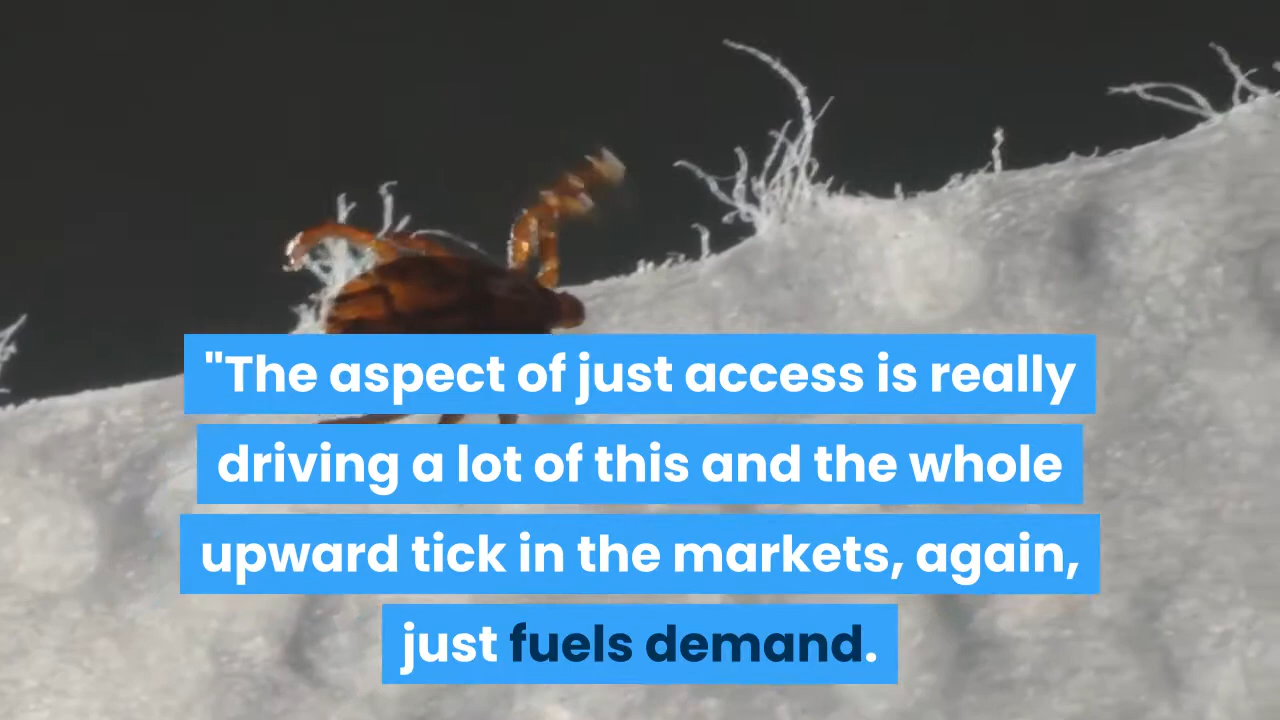 "The aspect of just access is really
driving a lot of this and the whole
upward tick in the markets, again,
just fuels demand.